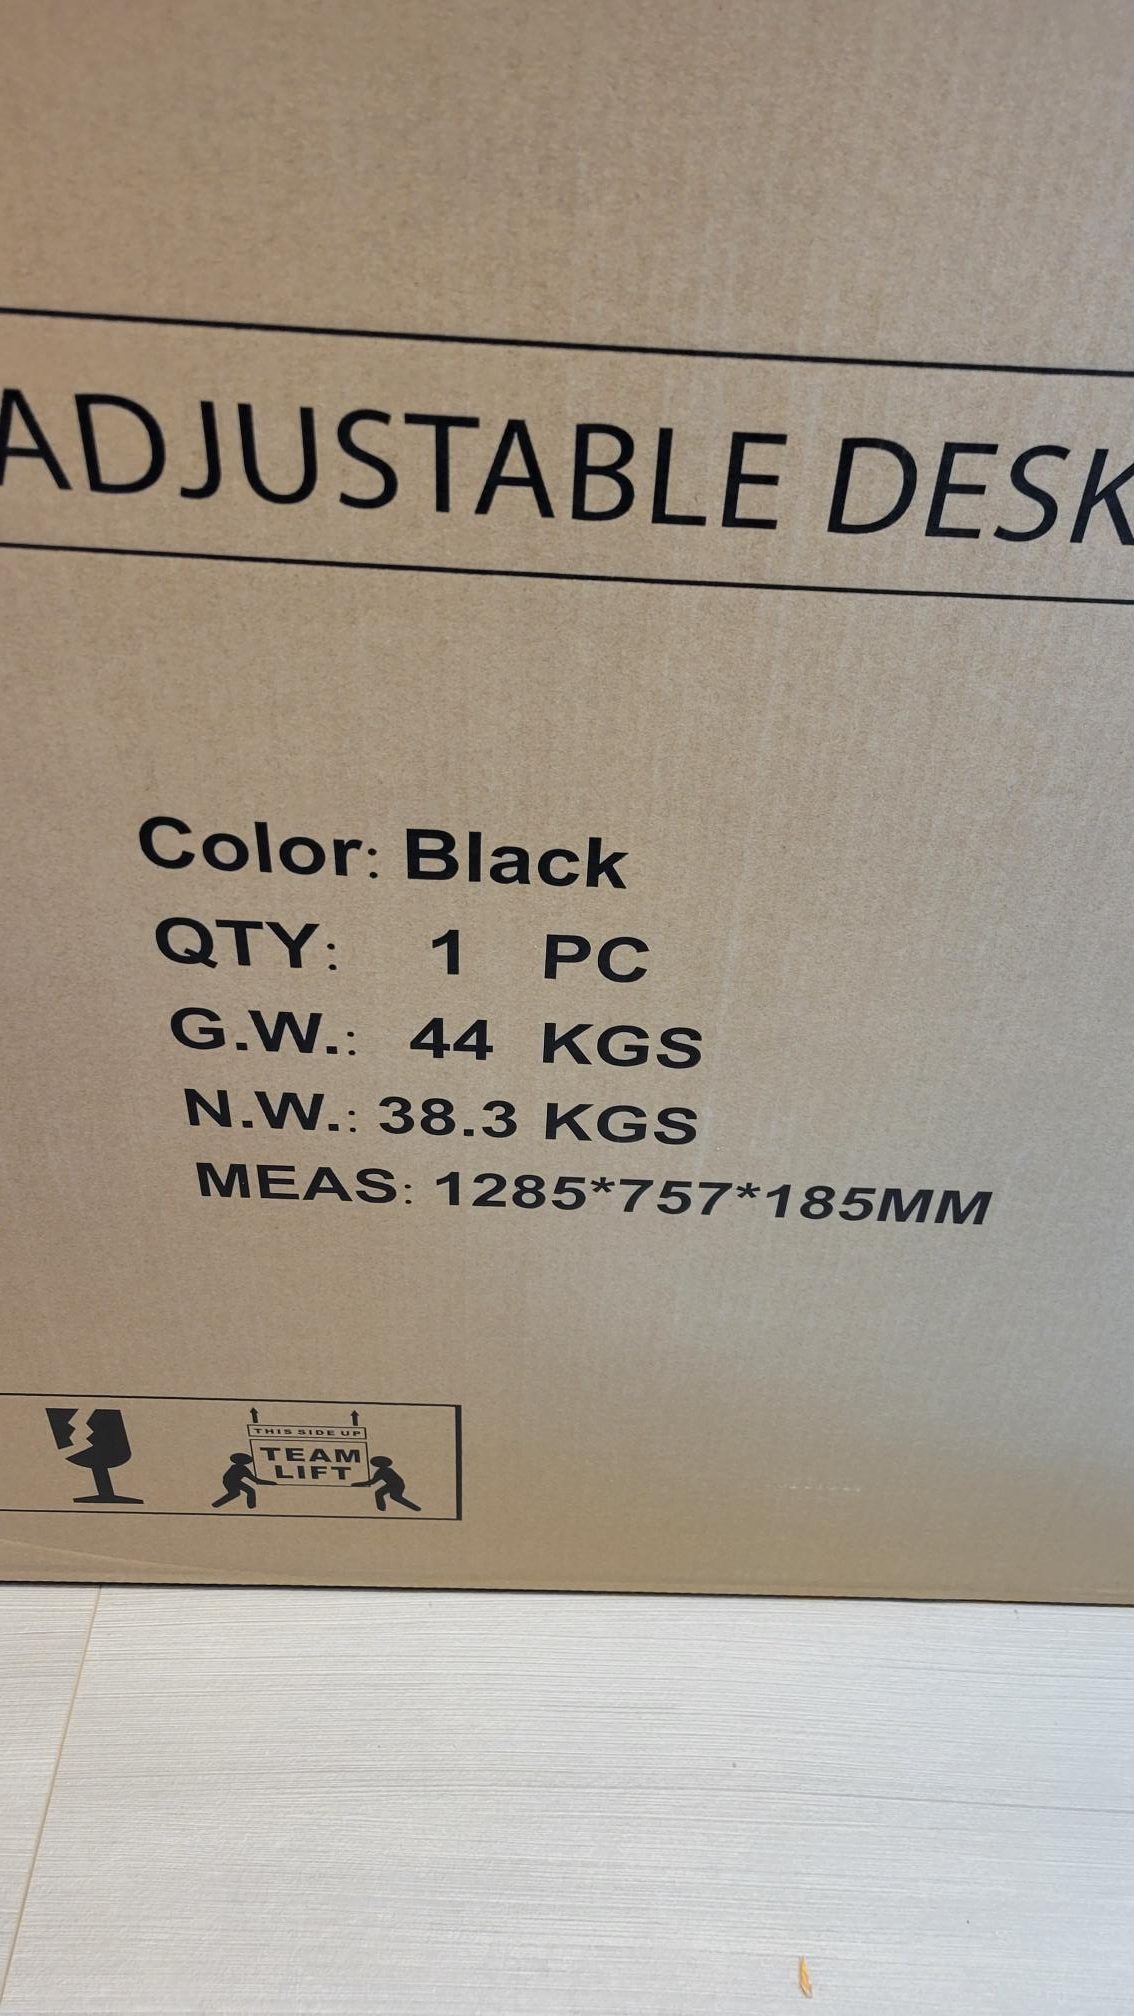 ADJUSTABLE DESK
Color: Black
QTY: 1 PC
G.W.: 44 KGS
N.W.: 38.3 KGS
MEAS: 1285*757*185MM
THIS SIDE UP
TEAM
LIFT